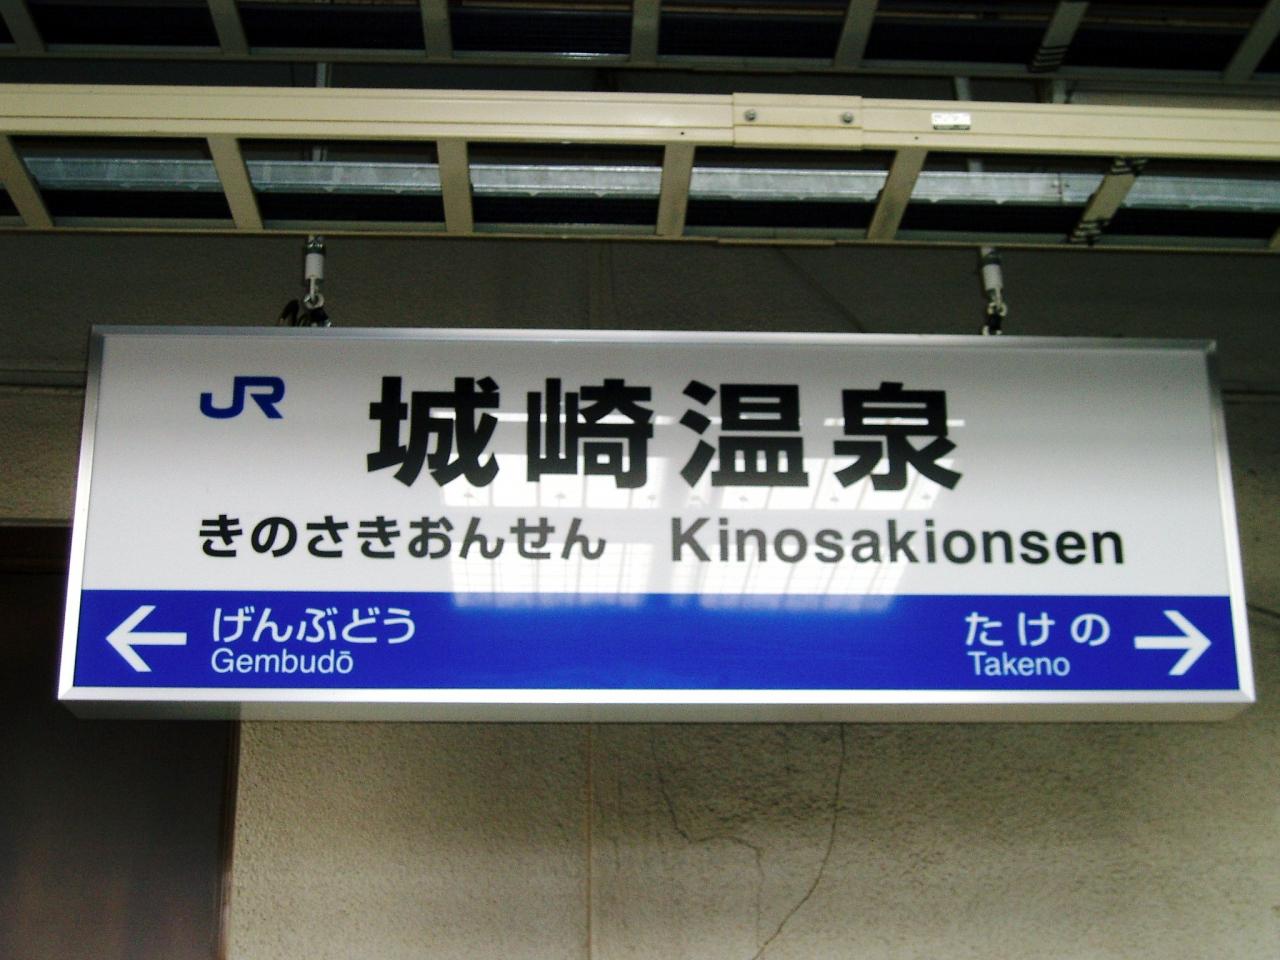 JR 城崎温泉
きのさきおんせん Kinosakionsen
← げんぶどう
Gembudō
たけの →
Takeno